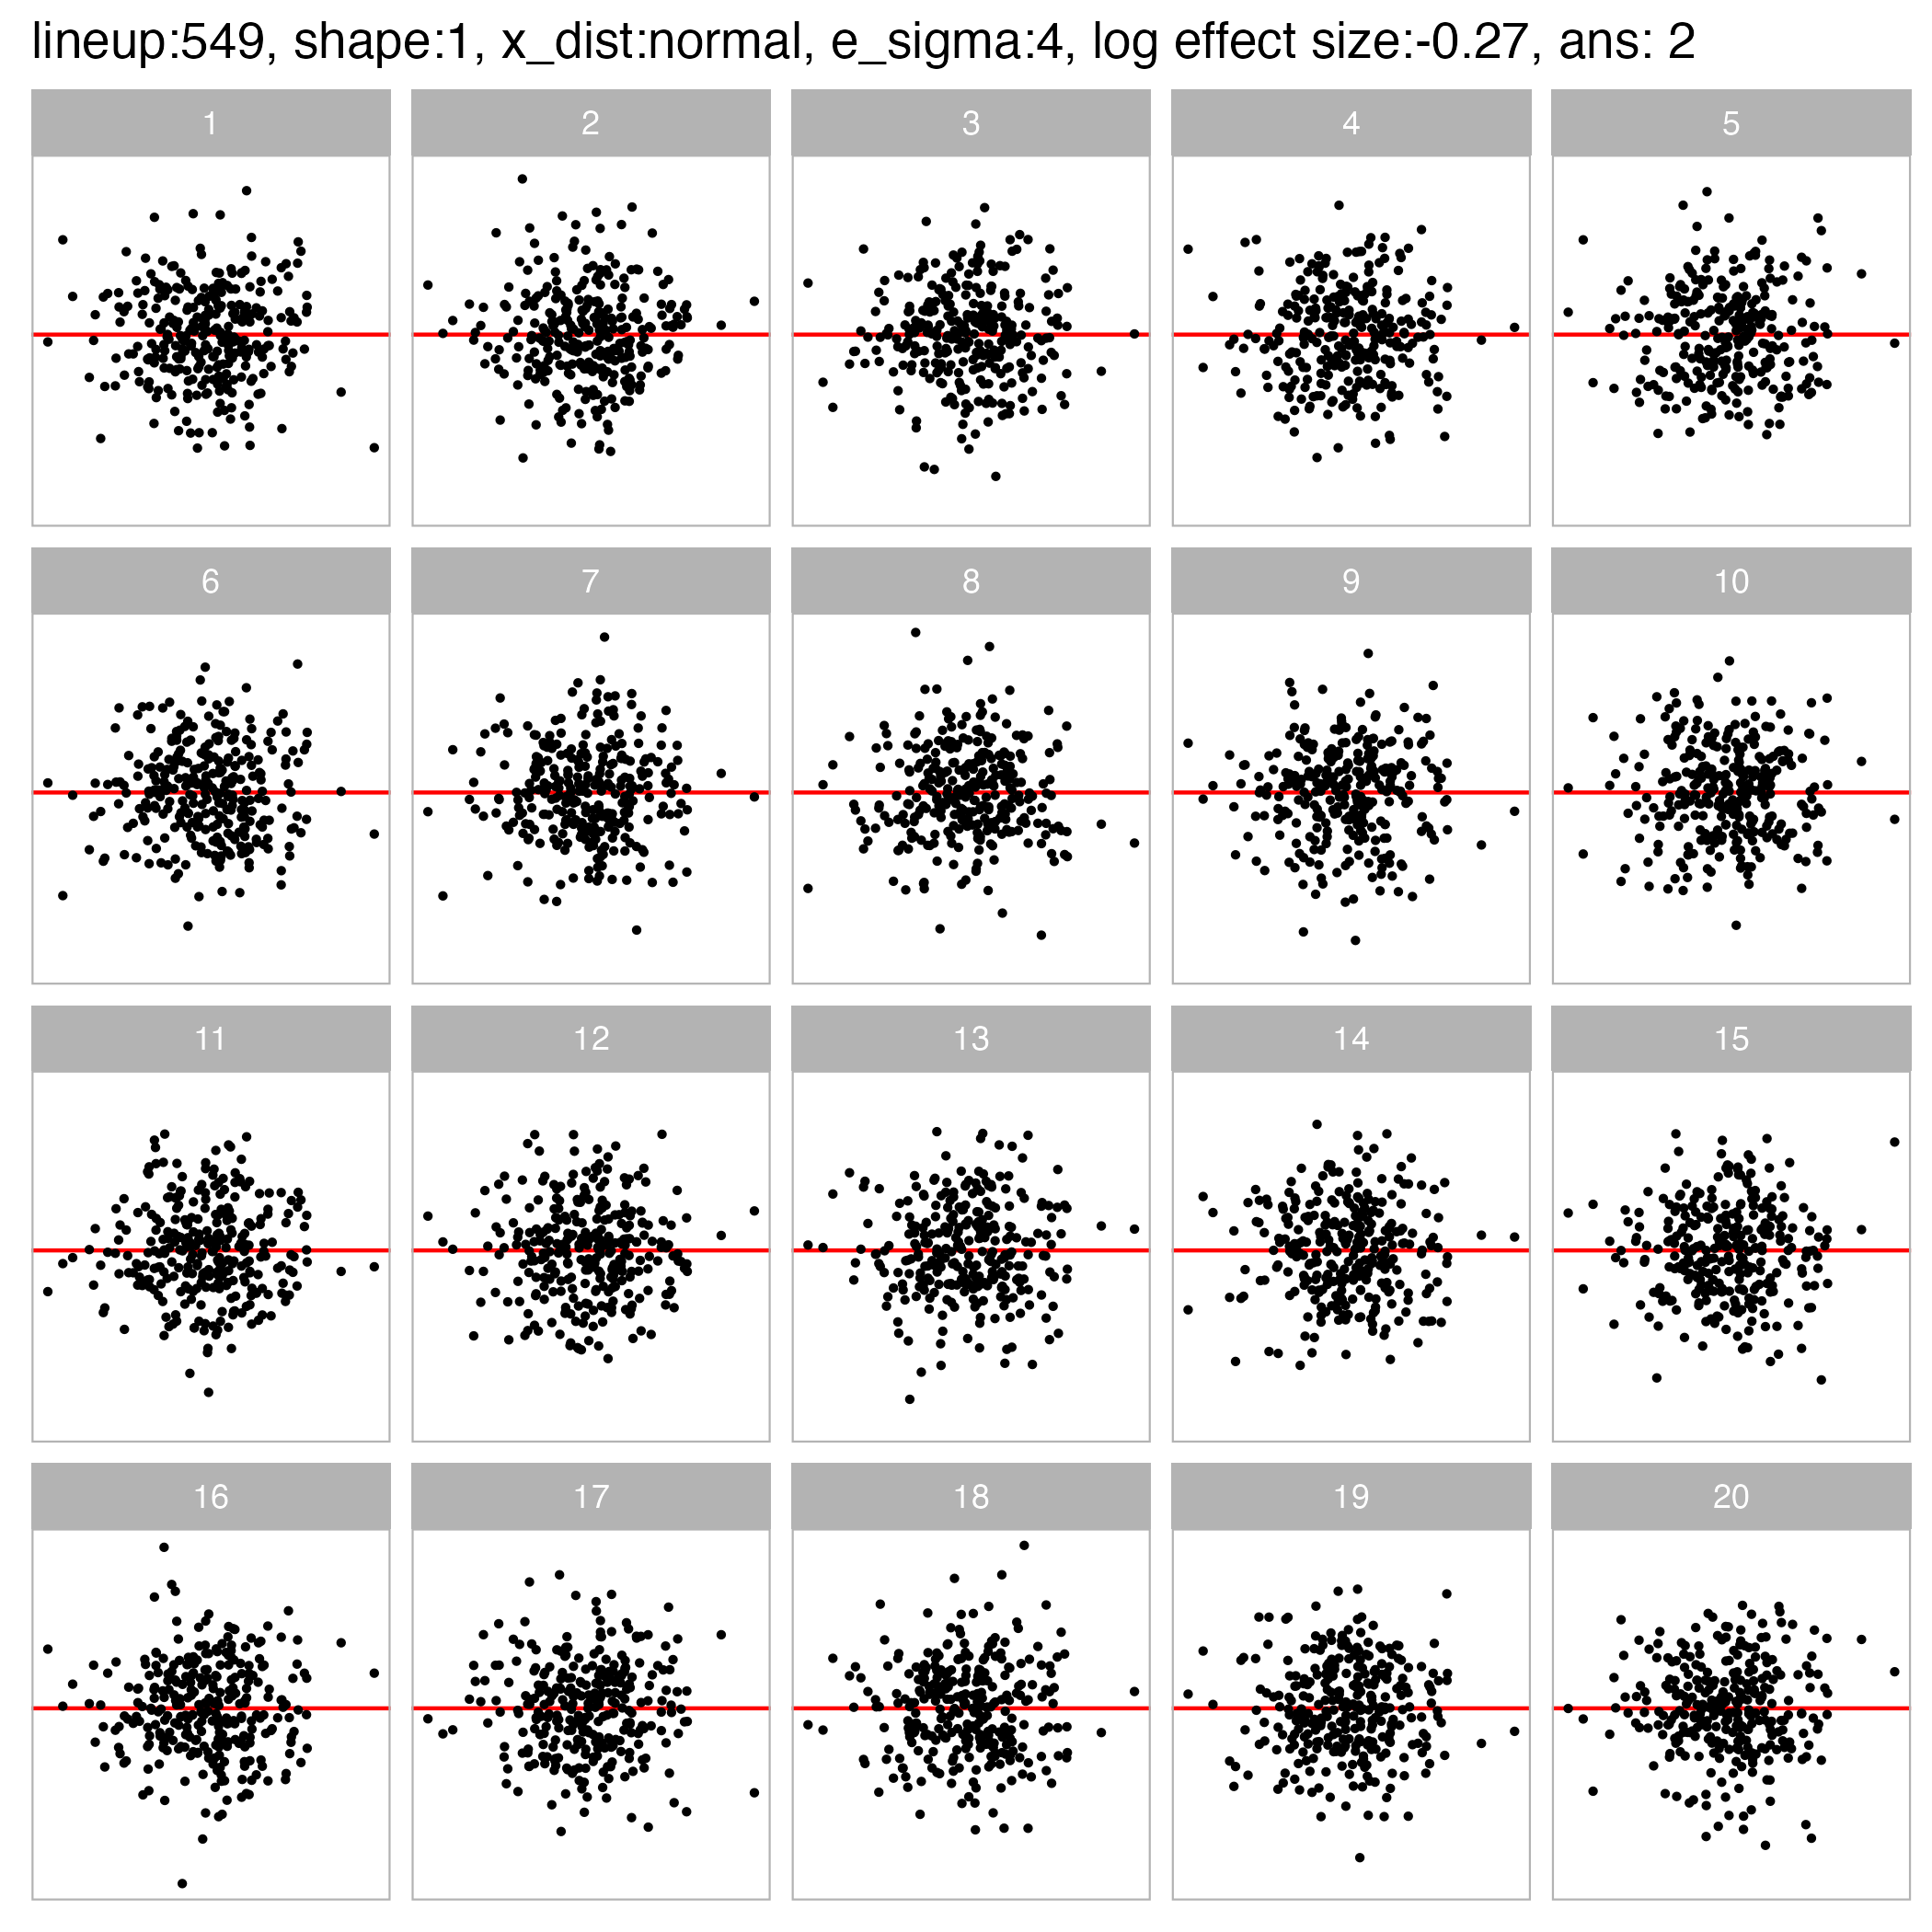 lineup:549, shape:1, x_dist:normal, e_sigma:4, log effect size:-0.27, ans: 2
1 2 3 4 5
6 7 8 9 10
11 12 13 14 15
16 17 18 19 20